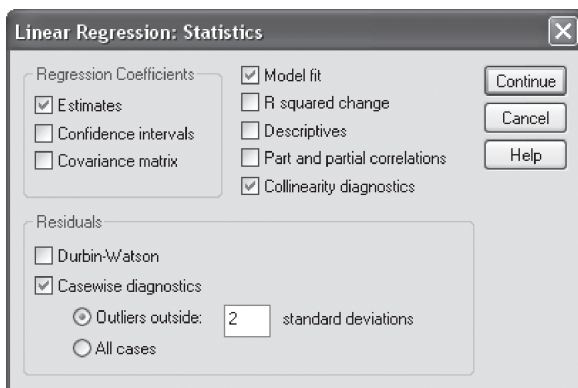 Linear Regression: Statistics
Regression Coefficients
Estimates
Confidence intervals
Covariance matrix
Model fit
R squared change
Descriptives
Part and partial correlations
Collinearity diagnostics
Continue
Cancel
Help
Residuals
Durbin-Watson
Casewise diagnostics
Outliers outside: 2 standard deviations
All cases